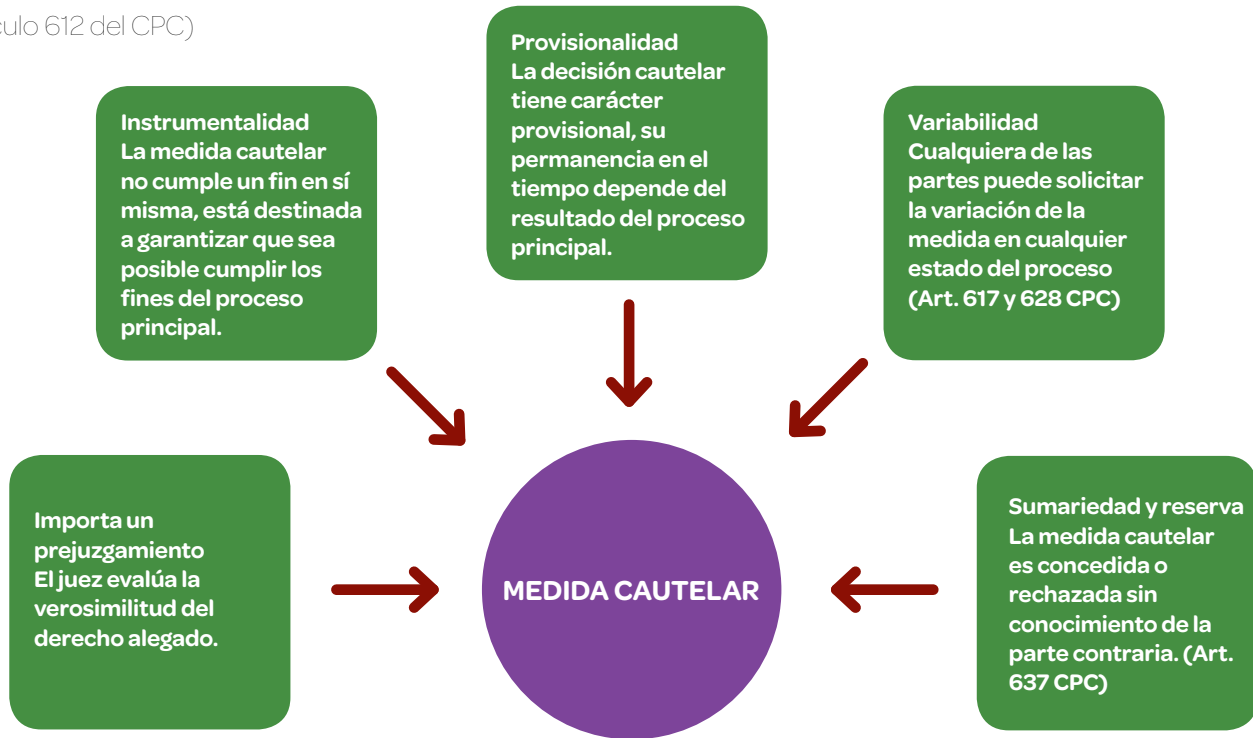 culo 612 del CPC)
Provisionalidad
La decisión cautelar
tiene carácter
provisional, su
permanencia en el
tiempo depende del
resultado del proceso
principal.
Instrumentalidad
La medida cautelar
no cumple un fin en sí
misma, está destinada
a garantizar que sea
posible cumplir los
fines del proceso
principal.
Variabilidad
Cualquiera de las
partes puede solicitar
la variación de la
medida en cualquier
estado del proceso
(Art. 617 y 628 CPC)
Importa un
prejuzgamiento
El juez evalúa la
verosimilitud del
derecho alegado.
MEDIDA CAUTELAR
Sumariedad y reserva
La medida cautelar
es concedida o
rechazada sin
conocimiento de la
parte contraria. (Art.
637 CPC)